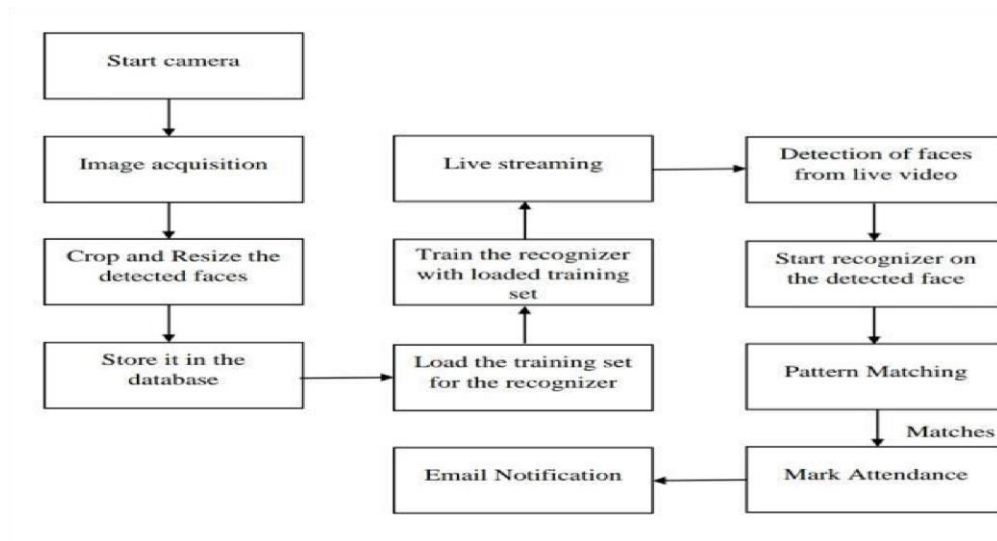 Start camera
Image acquisition
Crop and Resize the
detected faces
Store it in the
database
Load the training set
for the recognizer
Train the recognizer
with loaded training
set
Live streaming
Detection of faces
from live video
Start recognizer on
the detected face
Pattern Matching
Matches
Mark Attendance
Email Notification